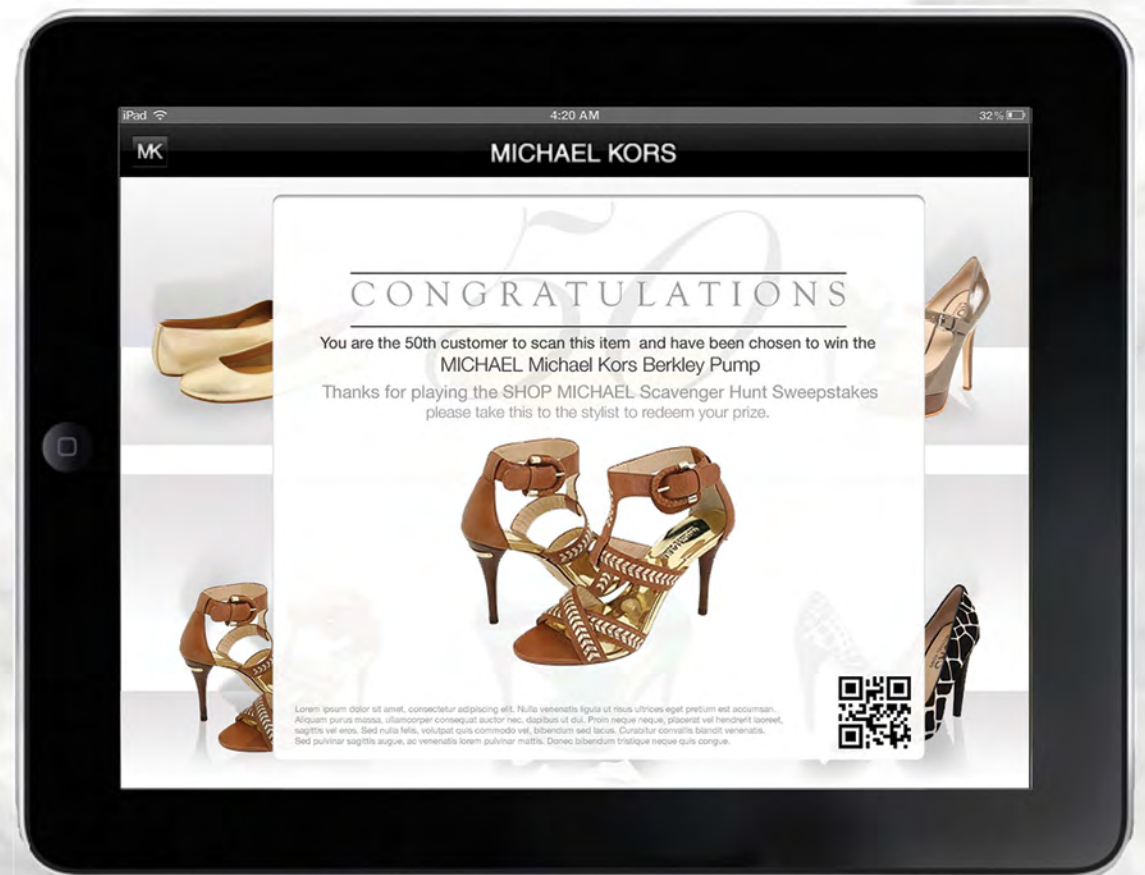 iPad 4:20 AM 32%
MK MICHAEL KORS
50
CONGRATULATIONS
You are the 50th customer to scan this item and have been chosen to win the
MICHAEL Michael Kors Berkley Pump
Thanks for playing the SHOP MICHAEL Scavenger Hunt Sweepstakes
please take this to the stylist to redeem your prize.
Lorem ipsum dolor sit amet, consectetur adipiscing elit. Nulla venenatis ligula ut risus ultrices eget pretium est accumsan.
Aliquam purus massa, ullamcorper consequat auctor nec, dapibus ut dui. Proin neque neque, placerat vel hendrerit laoreet,
sagittis vel eros. Sed nulla felis, volutpat quis commodo vel, bibendum sed lacus. Curabitur convallis blandit venenatis.
Sed pulvinar sagittis augue, ac venenatis lorem pulvinar mattis. Donec bibendum tristique neque quis congue.